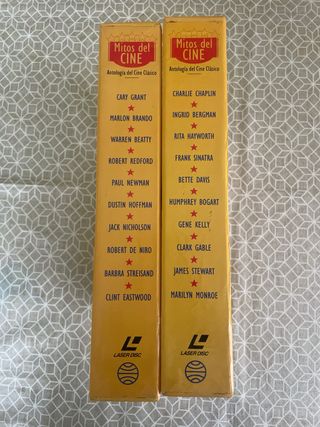 Mitos del
CINE
Antología del Cine Clásico
CARY GRANT
MARLON BRANDO
WARREN BEATTY
ROBERT REDFORD
PAUL NEWMAN
DUSTIN HOFFMAN
JACK NICHOLSON
ROBERT DE NIRO
BARBRA STREISAND
CLINT EASTWOOD
LASER DISC
Mitos del
CINE
Antología del Cine Clásico
CHARLIE CHAPLIN
INGRID BERGMAN
RITA HAYWORTH
FRANK SINATRA
BETTE DAVIS
HUMPHREY BOGART
GENE KELLY
CLARK GABLE
JAMES STEWART
MARILYN MONROE
LASER DISC